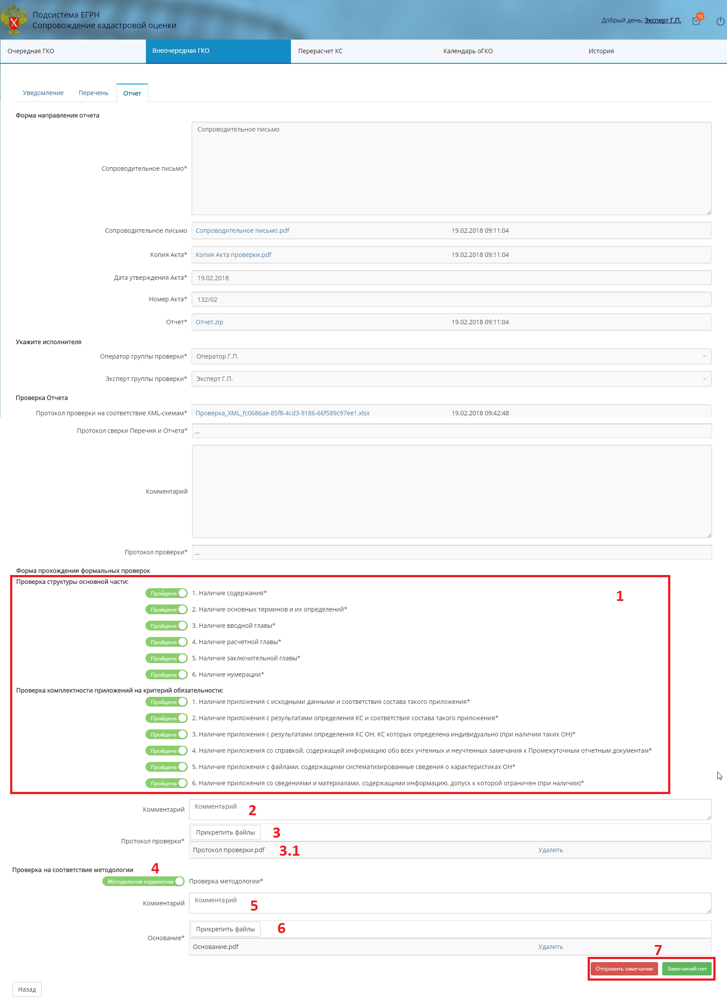 Подсистема ЕГРН
Сопровождение кадастровой оценки
Добрый день, Эксперт Г.П.
13
Очередная ГКО
Внеочередная ГКО
Перерасчет КС
Календарь оГКО
История
Уведомление
Перечень
Отчет
Форма направления отчета
Сопроводительное письмо
Сопроводительное письмо*
Сопроводительное письмо Сопроводительное письмо.pdf 19.02.2018 09:11:04
Копия Акта* Копия Акта проверки.pdf 19.02.2018 09:11:04
Дата утверждения Акта* 19.02.2018
Номер Акта* 132/02
Отчет* Отчет.zip 19.02.2018 09:11:04
Укажите исполнителя
Оператор группы проверки* Оператор Г.П.
Эксперт группы проверки* Эксперт Г.П.
Проверка Отчета
Протокол проверки на соответствие XML-схемам* Проверка_XML_fc0686ae-85f8-4cd3-9186-66f589c97ee1.xlsx 19.02.2018 09:42:48
Протокол сверки Перечня и Отчета* ...
Комментарий
Протокол проверки* ...
Форма прохождения формальных проверок
Проверка структуры основной части:
1
Пройдена 1. Наличие содержания*
Пройдена 2. Наличие основных терминов и их определений*
Пройдена 3. Наличие вводной главы*
Пройдена 4. Наличие расчетной главы*
Пройдена 5. Наличие заключительной главы*
Пройдена 6. Наличие нумерации*
Проверка комплектности приложений на критерий обязательности:
Пройдена 1. Наличие приложения с исходными данными и соответствия состава такого приложения*
Пройдена 2. Наличие приложения с результатами определения КС и соответствия состава такого приложения*
Пройдена 3. Наличие приложения с результатами определения КС ОН, КС которых определена индивидуально (при наличии таких ОН)*
Пройдена 4. Наличие приложения со справкой, содержащей информацию обо всех учтенных и неучтенных замечания к Промежуточным отчетным документам*
Пройдена 5. Наличие приложения с файлами, содержащими систематизированные сведения о характеристиках ОН*
Пройдена 6. Наличие приложения со сведениями и материалами, содержащими информацию, допуск к которой ограничен (при наличии)*
Комментарий Комментарий 2
Прикрепить файлы 3
Протокол проверки*
Протокол проверки.pdf 3.1 Удалить
Проверка на соответствие методологии 4
Методология корректная Проверка методологии*
Комментарий Комментарий 5
Прикрепить файлы 6
Основание*
Основание.pdf Удалить
7
Отправить замечания Замечаний нет
Назад